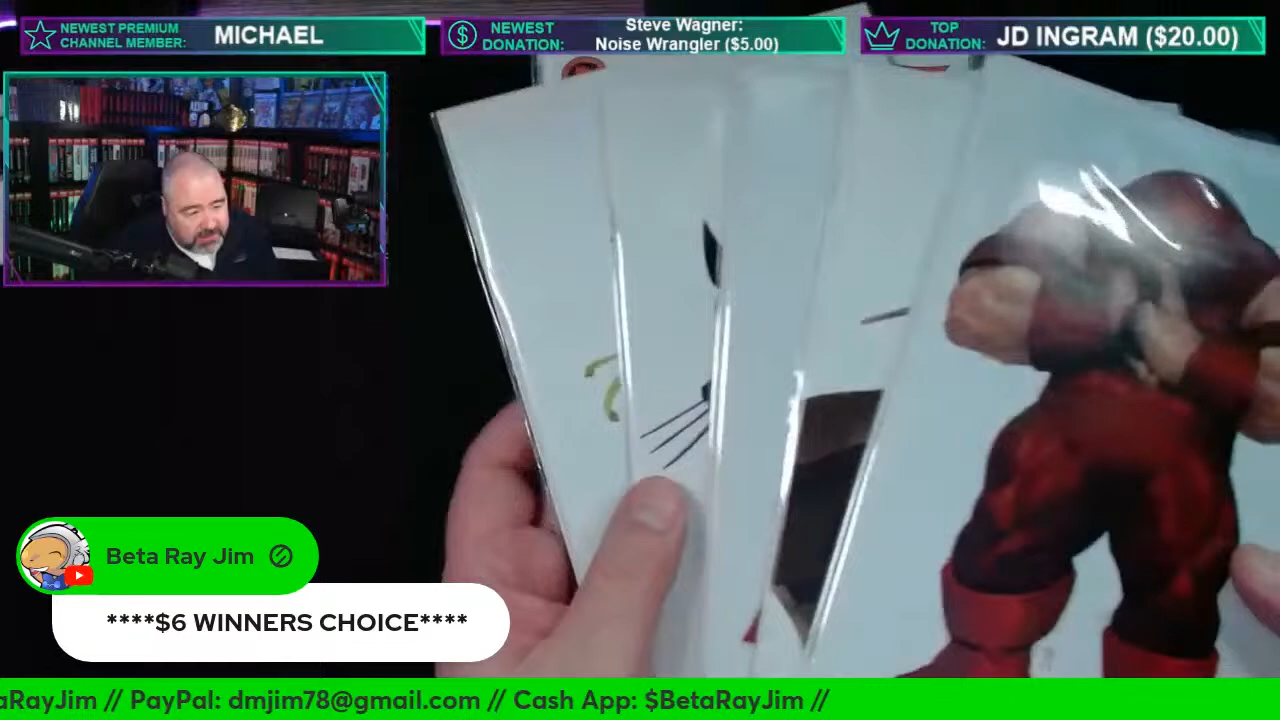 NEWEST PREMIUM
CHANNEL MEMBER:
MICHAEL
NEWEST
DONATION:
Steve Wagner:
Noise Wrangler ($5.00)
TOP
DONATION:
JD INGRAM ($20.00)
Beta Ray Jim
****$6 WINNERS CHOICE****
aRayJim // PayPal: dmjim78@gmail.com // Cash App: $BetaRayJim //